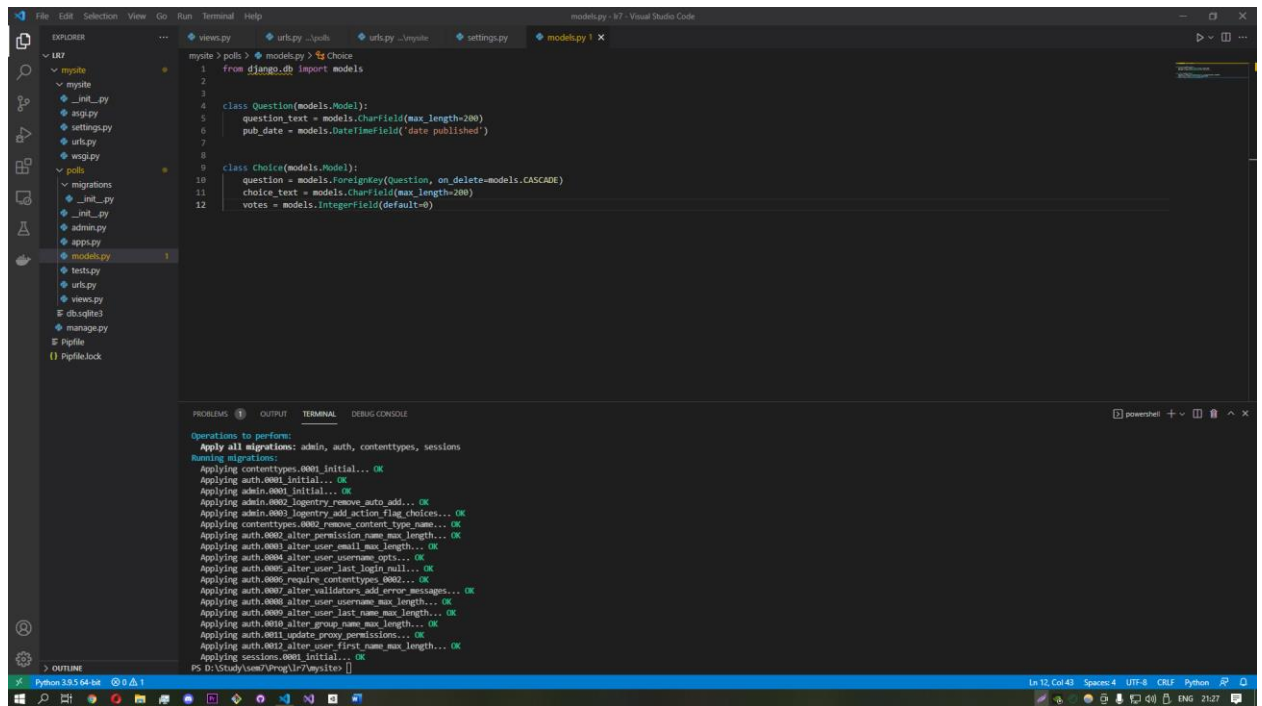 File Edit Selection View Go Run Terminal Help
models.py - lr7 - Visual Studio Code
EXPLORER
views.py
urls.py ...\polls
urls.py ...\mysite
settings.py
models.py 1
LR7
mysite
mysite
__init__.py
asgi.py
settings.py
urls.py
wsgi.py
polls
migrations
__init__.py
__init__.py
admin.py
apps.py
models.py 1
tests.py
urls.py
views.py
db.sqlite3
manage.py
Pipfile
Pipfile.lock
OUTLINE
mysite > polls > models.py > Choice
1 from django.db import models
2
3
4 class Question(models.Model):
5 question_text = models.CharField(max_length=200)
6 pub_date = models.DateTimeField('date published')
7
8
9 class Choice(models.Model):
10 question = models.ForeignKey(Question, on_delete=models.CASCADE)
11 choice_text = models.CharField(max_length=200)
12 votes = models.IntegerField(default=0)
PROBLEMS 1 OUTPUT TERMINAL DEBUG CONSOLE
powershell
Operations to perform:
Apply all migrations: admin, auth, contenttypes, sessions
Running migrations:
Applying contenttypes.0001_initial... OK
Applying auth.0001_initial... OK
Applying admin.0001_initial... OK
Applying admin.0002_logentry_remove_auto_add... OK
Applying admin.0003_logentry_add_action_flag_choices... OK
Applying contenttypes.0002_remove_content_type_name... OK
Applying auth.0002_alter_permission_name_max_length... OK
Applying auth.0003_alter_user_email_max_length... OK
Applying auth.0004_alter_user_username_opts... OK
Applying auth.0005_alter_user_last_login_null... OK
Applying auth.0006_require_contenttypes_0002... OK
Applying auth.0007_alter_validators_add_error_messages... OK
Applying auth.0008_alter_user_username_max_length... OK
Applying auth.0009_alter_user_last_name_max_length... OK
Applying auth.0010_alter_group_name_max_length... OK
Applying auth.0011_update_proxy_permissions... OK
Applying auth.0012_alter_user_first_name_max_length... OK
Applying sessions.0001_initial... OK
PS D:\Study\sem7\Prog\lr7\mysite>
Python 3.9.5 64-bit 0 1
Ln 12, Col 43 Spaces: 4 UTF-8 CRLF Python
ENG 21:27